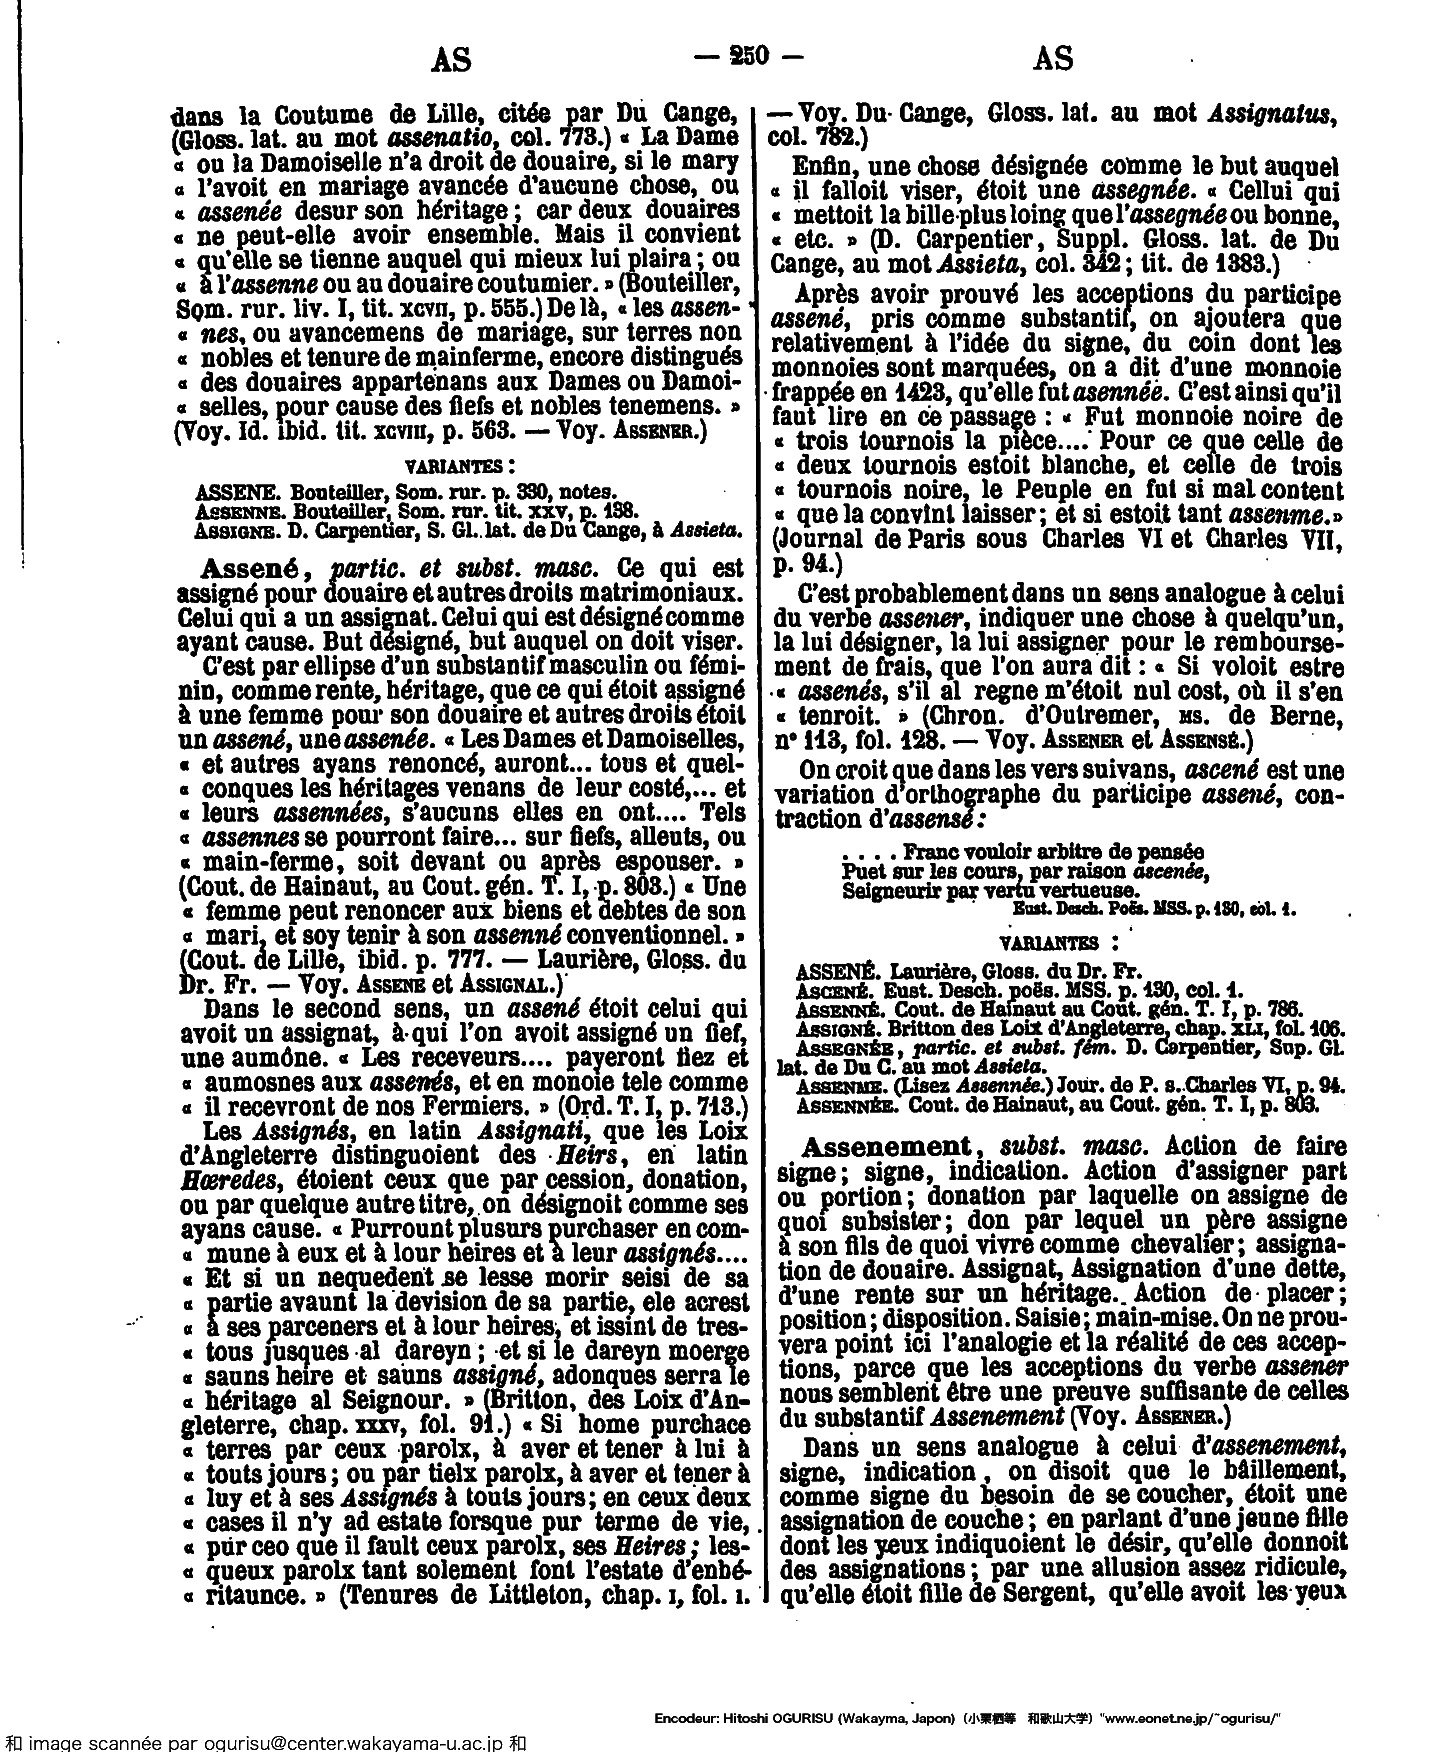 AS
— 250 —
AS
dans la Coutume de Lille, citée par Du Cange,
(Gloss. lat. au mot assenatio, col. 773.) « La Dame
« ou la Damoiselle n'a droit de douaire, si le mary
« l'avoit en mariage avancée d'aucune chose, ou
« assenée desur son héritage ; car deux douaires
« ne peut-elle avoir ensemble. Mais il convient
« qu'elle se tienne auquel qui mieux lui plaira ; ou
« à l'assenne ou au douaire coutumier. » (Bouteiller,
Som. rur. liv. I, tit. XCVII, p. 555.) De là, « les assen-
« nes, ou avancemens de mariage, sur terres non
« nobles et tenure de mainferme, encore distingués
« des douaires appartenans aux Dames ou Damoi-
« selles, pour cause des fiefs et nobles tenemens. »
(Voy. Id. ibid. tit. XCVIII, p. 563. — Voy. ASSENER.)
VARIANTES :
ASSENE. Bouteiller, Som. rur. p. 330, notes.
ASSENNE. Bouteiller, Som. rur. tit. XXV, p. 138.
ASSIGNE. D. Carpentier, S. Gl. lat. de Du Cange, à Assieta.
Assené, partic. et subst. masc. Ce qui est
assigné pour douaire et autres droits matrimoniaux.
Celui qui a un assignat. Celui qui est désigné comme
ayant cause. But désigné, but auquel on doit viser.
C'est par ellipse d'un substantif masculin ou fémi-
nin, comme rente, héritage, que ce qui étoit assigné
à une femme pour son douaire et autres droits étoit
un assené, une assenée. « Les Dames et Damoiselles,
« et autres ayans renoncé, auront... tous et quel-
« conques les héritages venans de leur costé,... et
« leurs assennées, s'aucuns elles en ont.... Tels
« assennes se pourront faire... sur fiefs, alleuts, ou
« main-ferme, soit devant ou après espouser. »
(Cout. de Hainaut, au Cout. gén. T. I, p. 803.) « Une
« femme peut renoncer aux biens et debtes de son
« mari, et soy tenir à son assenné conventionnel. »
(Cout. de Lille, ibid. p. 777. — Laurière, Gloss. du
Dr. Fr. — Voy. ASSENE et ASSIGNAL.)
Dans le second sens, un assené étoit celui qui
avoit un assignat, à qui l'on avoit assigné un fief,
une aumône. « Les receveurs.... payeront fiez et
« aumosnes aux assenés, et en monoie tele comme
« il recevront de nos Fermiers. » (Ord. T. I, p. 713.)
Les Assignés, en latin Assignati, que les Loix
d'Angleterre distinguoient des Heirs, en latin
Hœredes, étoient ceux que par cession, donation,
ou par quelque autre titre, on désignoit comme ses
ayans cause. « Purrount plusurs purchaser en com-
« mune à eux et à lour heires et à leur assignés....
« Et si un nequedent se lesse morir seisi de sa
« partie avaunt la devision de sa partie, ele acrest
« à ses parceners et à lour heires, et issint de tres-
« tous jusques al dareyn ; et si le dareyn moerge
« sauns heire et sauns assigné, adonques serra le
« héritage al Seignour. » (Britton, des Loix d'An-
gleterre, chap. XXXV, fol. 91.) « Si home purchace
« terres par ceux parolx, à aver et tener à lui à
« touts jours ; ou par tielx parolx, à aver et tener à
« luy et à ses Assignés à touts jours ; en ceux deux
« cases il n'y ad estate forsque pur terme de vie,
« pur ceo que il fault ceux parolx, ses Heires ; les-
« queux parolx tant solement font l'estate d'enhé-
« ritaunce. » (Tenures de Littleton, chap. I, fol. 1.
— Voy. Du Cange, Gloss. lat. au mot Assignatus,
col. 782.)
Enfin, une chose désignée comme le but auquel
« il falloit viser, étoit une assegnée. « Cellui qui
« mettoit la bille plus loing que l'assegnée ou bonne,
« etc. » (D. Carpentier, Suppl. Gloss. lat. de Du
Cange, au mot Assieta, col. 342 ; tit. de 1383.)
Après avoir prouvé les acceptions du participe
assené, pris comme substantif, on ajoutera que
relativement à l'idée du signe, du coin dont les
monnoies sont marquées, on a dit d'une monnoie
frappée en 1423, qu'elle fut asennée. C'est ainsi qu'il
faut lire en ce passage : « Fut monnoie noire de
« trois tournois la pièce.... Pour ce que celle de
« deux tournois estoit blanche, et celle de trois
« tournois noire, le Peuple en fut si mal content
« que la convint laisser ; et si estoit tant assenme. »
(Journal de Paris sous Charles VI et Charles VII,
p. 94.)
C'est probablement dans un sens analogue à celui
du verbe assener, indiquer une chose à quelqu'un,
la lui désigner, la lui assigner pour le rembourse-
ment de frais, que l'on aura dit : « Si voloit estre
« assenés, s'il al regne m'étoit nul cost, où il s'en
« tenroit. » (Chron. d'Outremer, MS. de Berne,
n° 113, fol. 128. — Voy. ASSENER et ASSENSÉ.)
On croit que dans les vers suivans, ascené est une
variation d'orthographe du participe assené, con-
traction d'assensé :
. . . . Franc vouloir arbitre de pensée
Puet sur les cours, par raison ascenée,
Seigneurir par vertu vertueuse.
Eust. Desch. Poës. MSS. p. 130, col. 1.
VARIANTES :
ASSENÉ. Laurière, Gloss. du Dr. Fr.
ASCENÉ. Eust. Desch. poës. MSS. p. 130, col. 1.
ASSENNÉ. Cout. de Hainaut au Cout. gén. T. I, p. 786.
ASSIGNÉ. Britton des Loix d'Angleterre, chap. XLI, fol. 106.
ASSEGNÉE, partic. et subst. fém. D. Carpentier, Sup. Gl.
lat. de Du C. au mot Assieta.
ASSENME. (Lisez Assennée.) Jour. de P. s. Charles VI, p. 94.
ASSENNÉE. Cout. de Hainaut, au Cout. gén. T. I, p. 803.
Assenement, subst. masc. Action de faire
signe ; signe, indication. Action d'assigner part
ou portion ; donation par laquelle on assigne de
quoi subsister ; don par lequel un père assigne
à son fils de quoi vivre comme chevalier ; assigna-
tion de douaire. Assignat, Assignation d'une dette,
d'une rente sur un héritage. Action de placer ;
position ; disposition. Saisie ; main-mise. On ne prou-
vera point ici l'analogie et la réalité de ces accep-
tions, parce que les acceptions du verbe assener
nous semblent être une preuve suffisante de celles
du substantif Assenement (Voy. ASSENER.)
Dans un sens analogue à celui d'assenement,
signe, indication, on disoit que le bâillement,
comme signe du besoin de se coucher, étoit une
assignation de couche ; en parlant d'une jeune fille
dont les yeux indiquoient le désir, qu'elle donnoit
des assignations ; par une allusion assez ridicule,
qu'elle étoit fille de Sergent, qu'elle avoit les yeux
Encodeur: Hitoshi OGURISU (Wakayma, Japon) (小栗栖等 和歌山大学) "www.eonet.ne.jp/~ogurisu/"
和 image scannée par ogurisu@center.wakayama-u.ac.jp 和